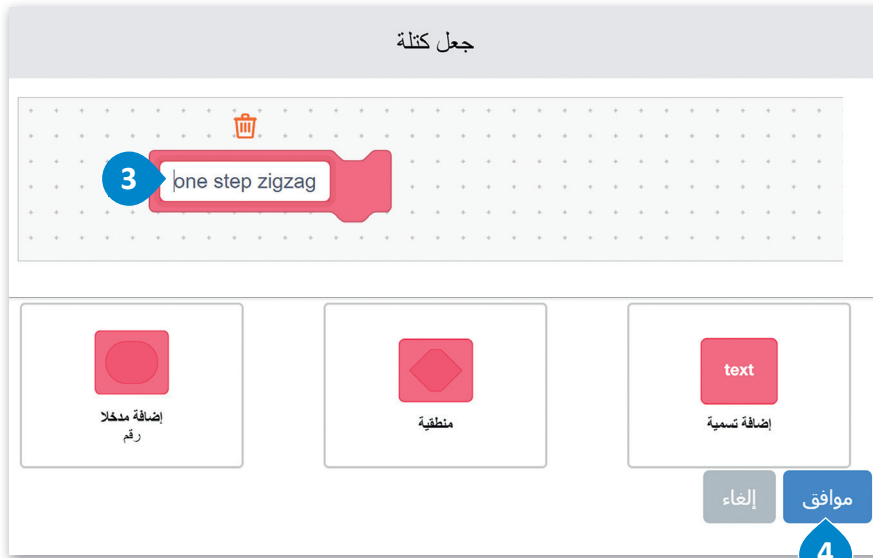 جعل كتلة
3
one step zigzag
text
إضافة تسمية
منطقية
إضافة مدخلا
رقم
موافق
إلغاء
4